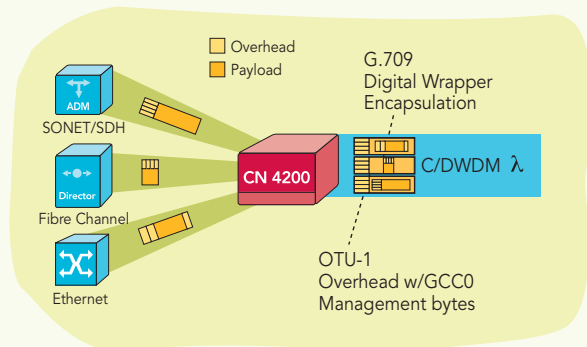 Overhead
Payload
G.709
Digital Wrapper
Encapsulation
ADM
SONET/SDH
Director
Fibre Channel
Ethernet
CN 4200
C/DWDM λ
OTU-1
Overhead w/GCC0
Management bytes